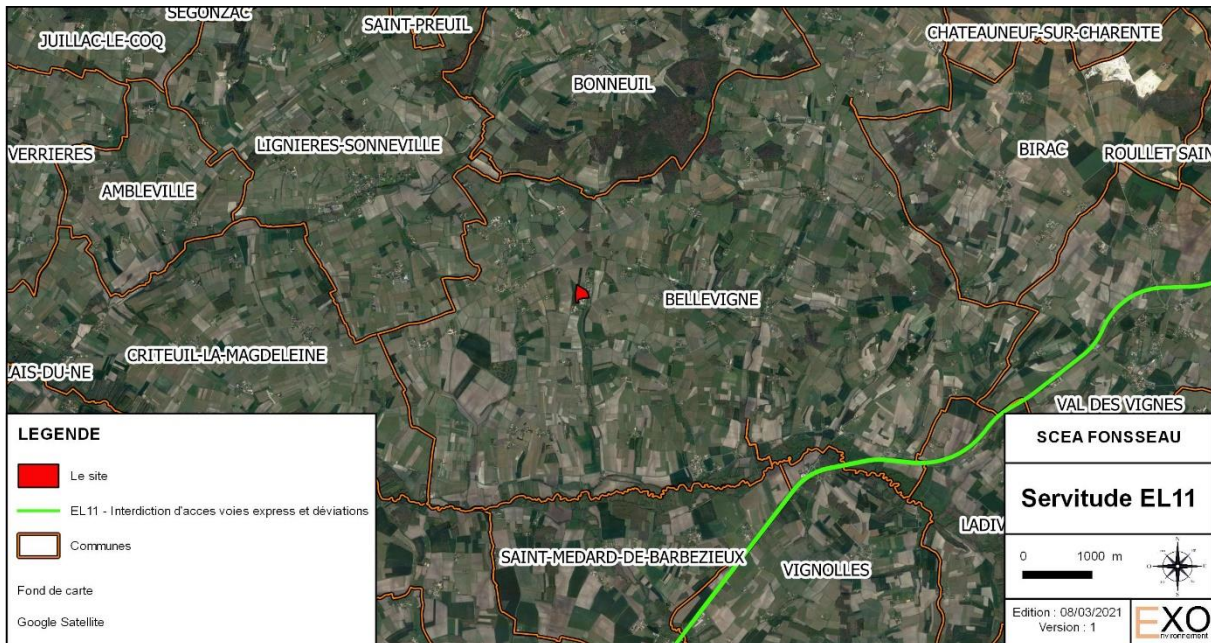 SEGONZAC
SAINT-PREUIL
JUILLAC-LE-COQ
CHATEAUNEUF-SUR-CHARENTE
BONNEUIL
LIGNIERES-SONNEVILLE
VERRIERES
BIRAC
ROULLET SAIN
AMBLEVILLE
BELLEVIGNE
CRITEUIL-LA-MAGDELEINE
AIS-DU-NE
VAL DES VIGNES
SAINT-MEDARD-DE-BARBEZIEUX
VIGNOLLES
LADIV
LEGENDE
Le site
EL11 - Interdiction d'acces voies express et déviations
Communes
Fond de carte
Google Satellite
SCEA FONSSEAU
Servitude EL11
0 1000 m
Edition : 08/03/2021
Version : 1
EXO
nvironnement